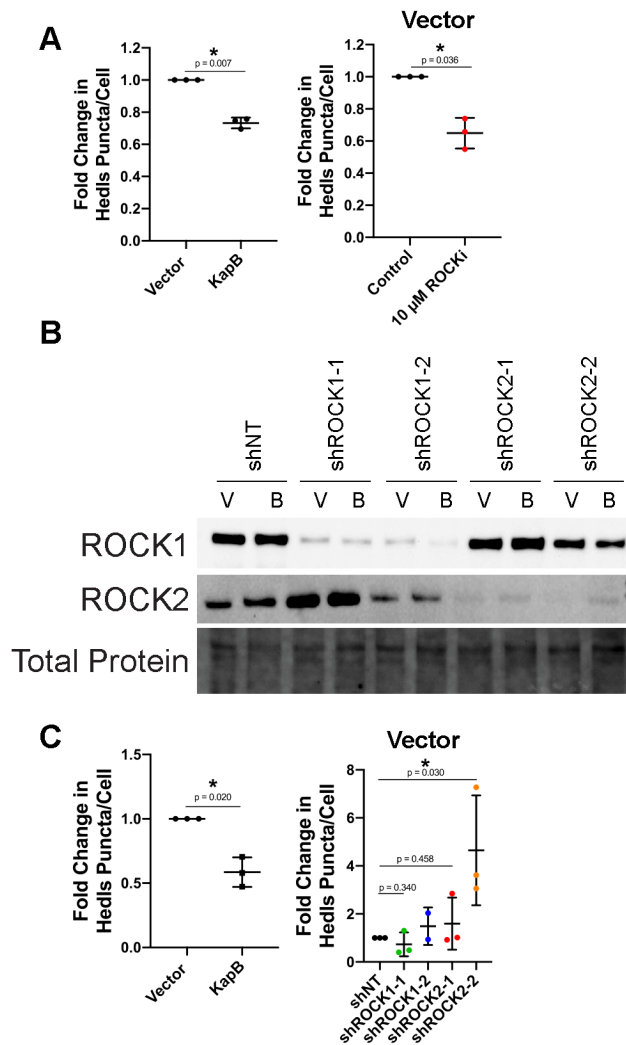 A
Vector
Fold Change in
Hedls Puncta/Cell
1.2
1.0
0.8
0.6
0.4
0.2
0.0
*
p = 0.007
Vector
KapB
Fold Change in
Hedls Puncta/Cell
1.2
1.0
0.8
0.6
0.4
0.2
0.0
*
p = 0.036
Control
10 µM ROCKi
B
shNT
shROCK1-1
shROCK1-2
shROCK2-1
shROCK2-2
V B V B V B V B V B
ROCK1
ROCK2
Total Protein
C
Fold Change in
Hedls Puncta/Cell
1.5
1.0
0.5
0.0
*
p = 0.020
Vector
KapB
Vector
Fold Change in
Hedls Puncta/Cell
8
6
4
2
0
*
p = 0.030
p = 0.458
p = 0.340
shNT
shROCK1-1
shROCK1-2
shROCK2-1
shROCK2-2